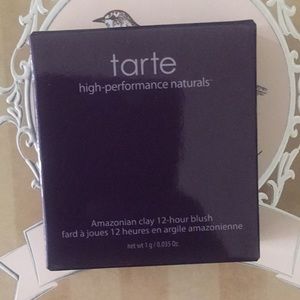 tarte
high-performance naturals™
Amazonian clay 12-hour blush
fard à joues 12 heures en argile amazonienne
net wt 1 g / 0.035 Oz.